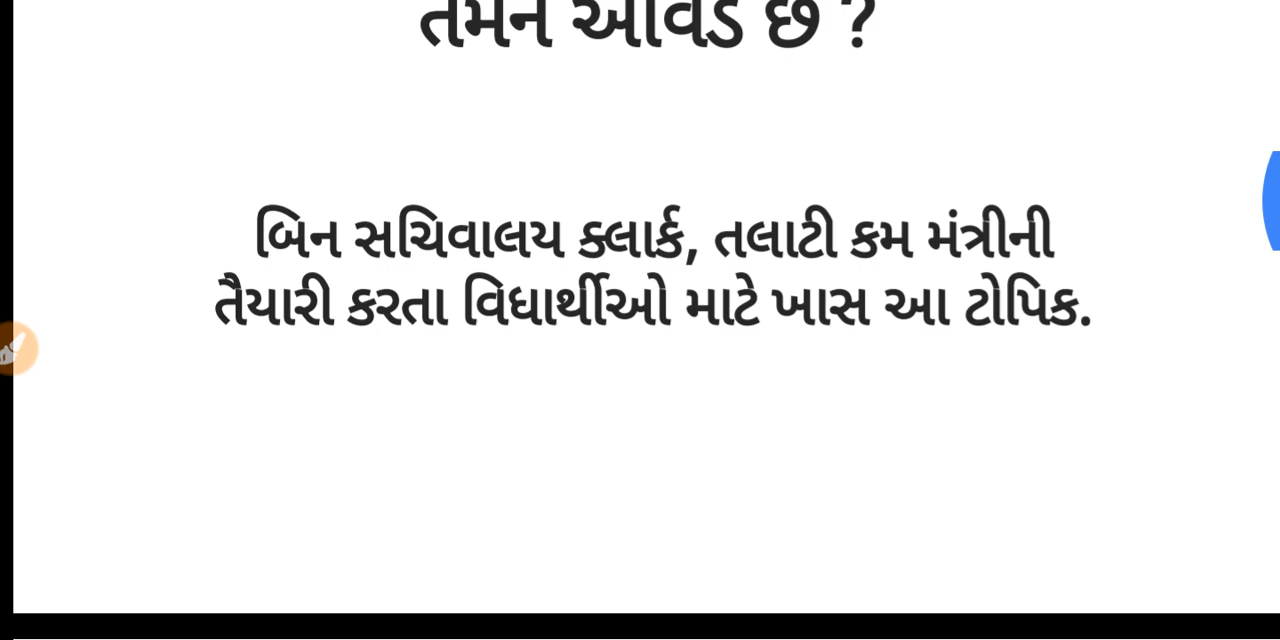 તમને આવડે છે ?
બિન સચિવાલય ક્લાર્ક, તલાટી કમ મંત્રીની
તૈયારી કરતા વિધાર્થીઓ માટે ખાસ આ ટોપિક.